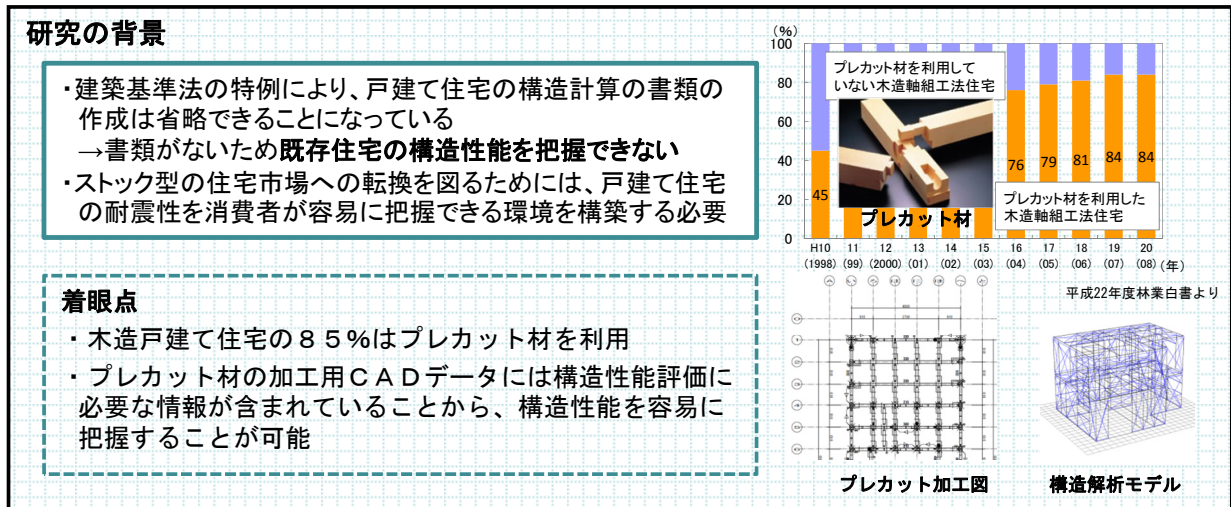 研究の背景
・建築基準法の特例により、戸建て住宅の構造計算の書類の
作成は省略できることになっている
→書類がないため既存住宅の構造性能を把握できない
・ストック型の住宅市場への転換を図るためには、戸建て住宅
の耐震性を消費者が容易に把握できる環境を構築する必要
着眼点
・木造戸建て住宅の８５％はプレカット材を利用
・プレカット材の加工用ＣＡＤデータには構造性能評価に
必要な情報が含まれていることから、構造性能を容易に
把握することが可能
(%)
100
80
60
40
20
0
プレカット材を利用して
いない木造軸組工法住宅
45
76
79
81
84
84
プレカット材
プレカット材を利用した
木造軸組工法住宅
H10 11 12 13 14 15 16 17 18 19 20
(1998) (99) (2000) (01) (02) (03) (04) (05) (06) (07) (08) (年)
平成22年度林業白書より
プレカット加工図
構造解析モデル